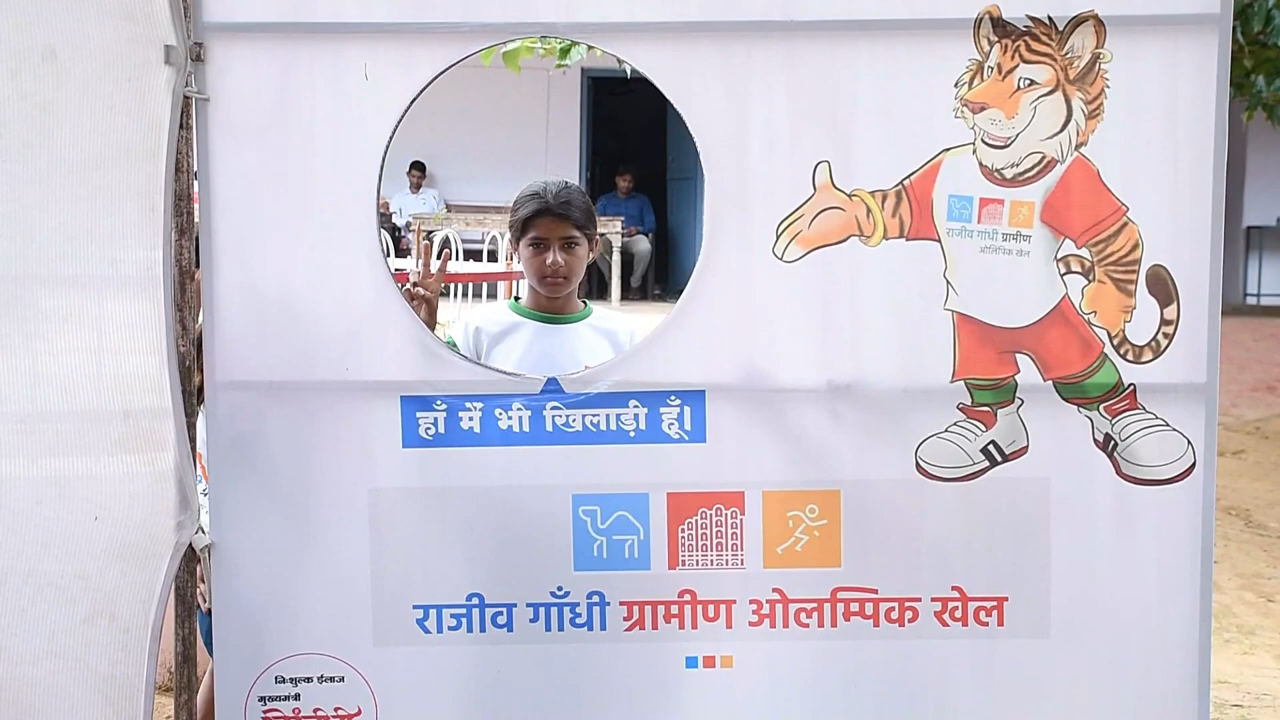 राजीव गाँधी ग्रामीण
ओलिंपिक खेल
हाँ मैं भी खिलाड़ी हूँ।
राजीव गाँधी ग्रामीण ओलम्पिक खेल
निःशुल्क ईलाज
मुख्यमंत्री